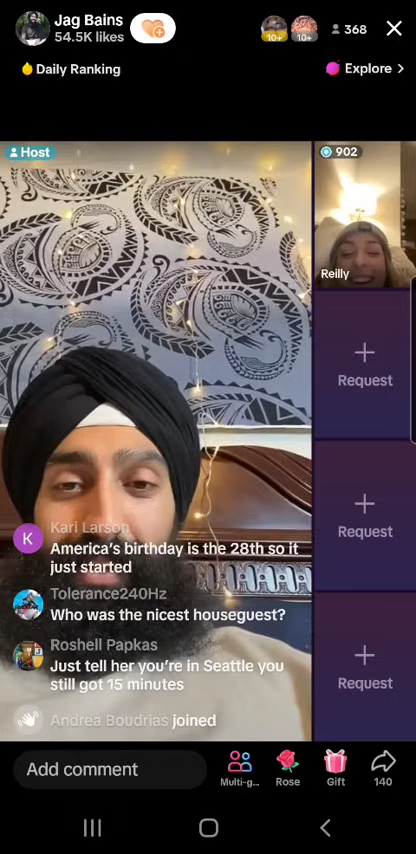 Jag Bains
54.5K likes
10+
10+
368
Daily Ranking
Explore >
Host
902
Reilly
Request
Request
Request
K
Kari Larson
America's birthday is the 28th so it
just started
Tolerance240Hz
Who was the nicest houseguest?
Roshell Papkas
Just tell her you're in Seattle you
still got 15 minutes
Andrea Boudrias joined
Add comment
Multi-g...
Rose
Gift
140